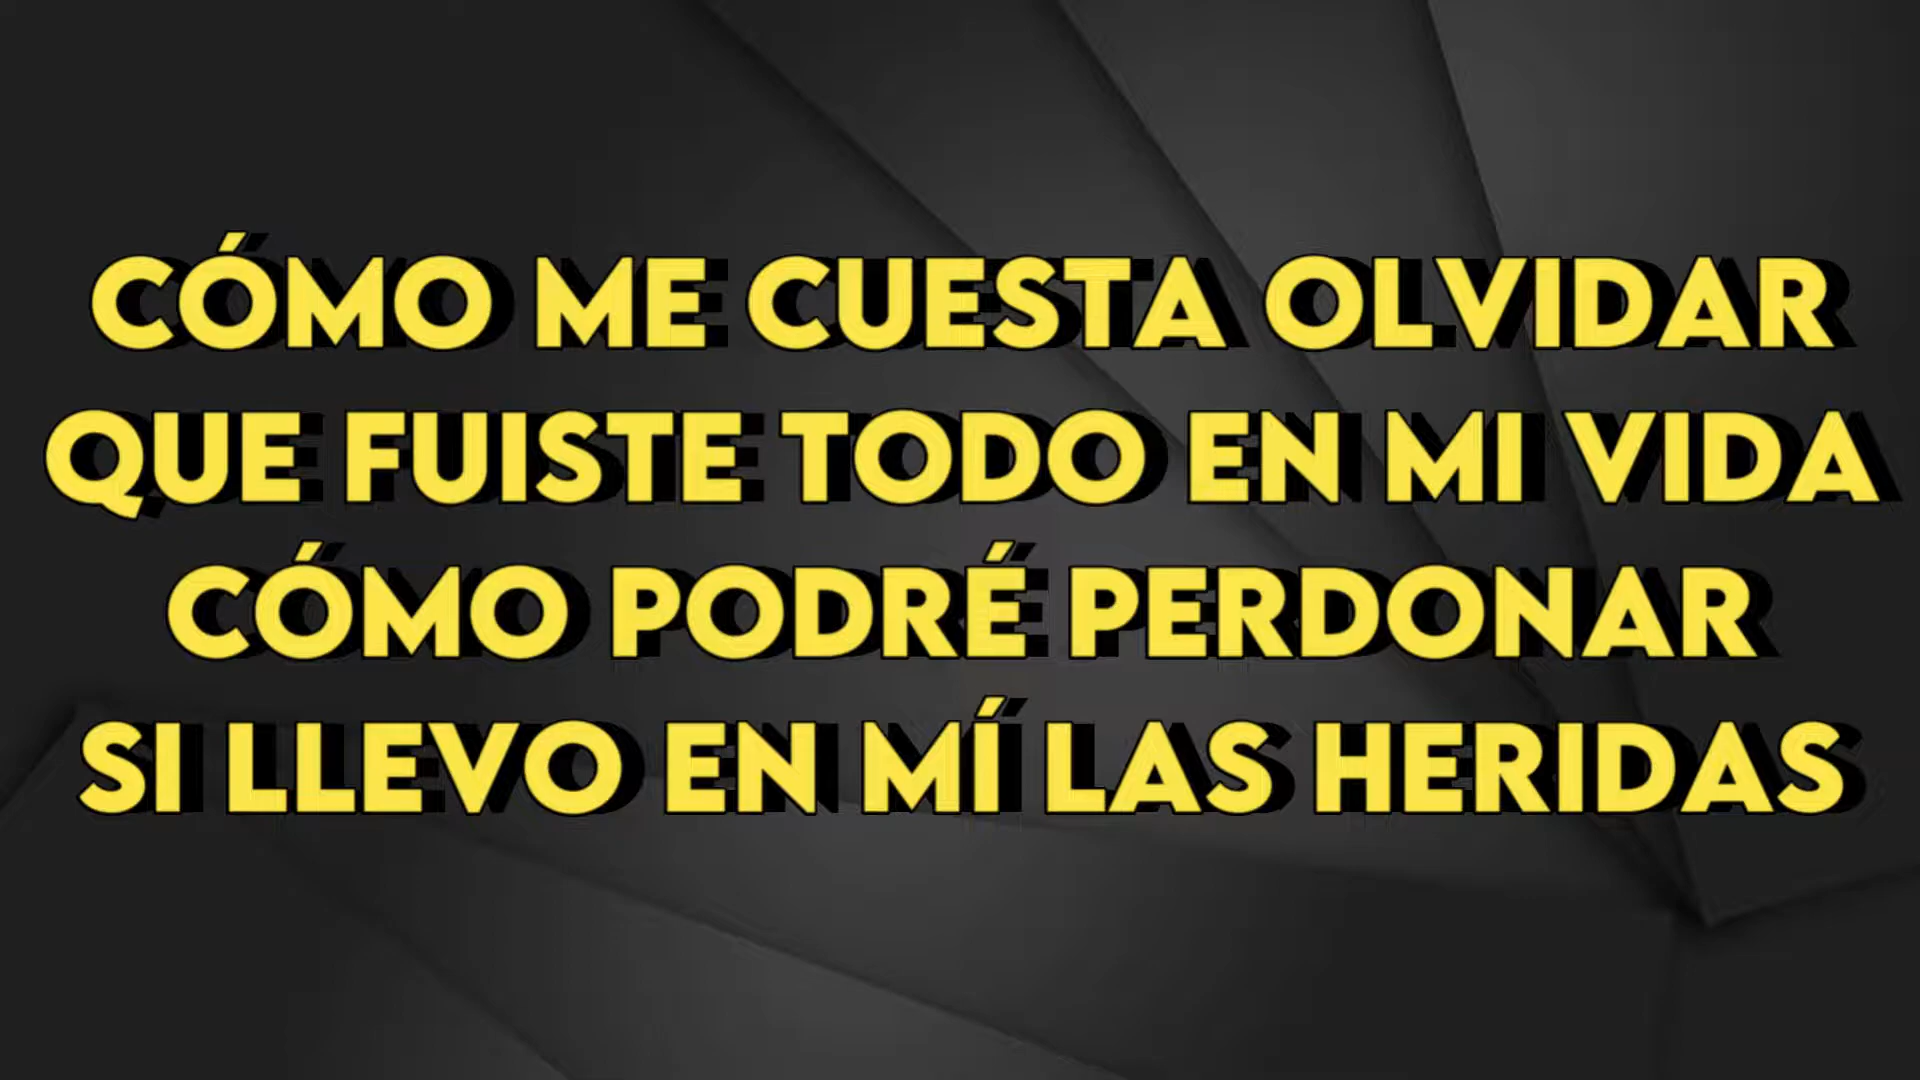 CÓMO ME CUESTA OLVIDAR
QUE FUISTE TODO EN MI VIDA
CÓMO PODRÉ PERDONAR
SI LLEVO EN MÍ LAS HERIDAS